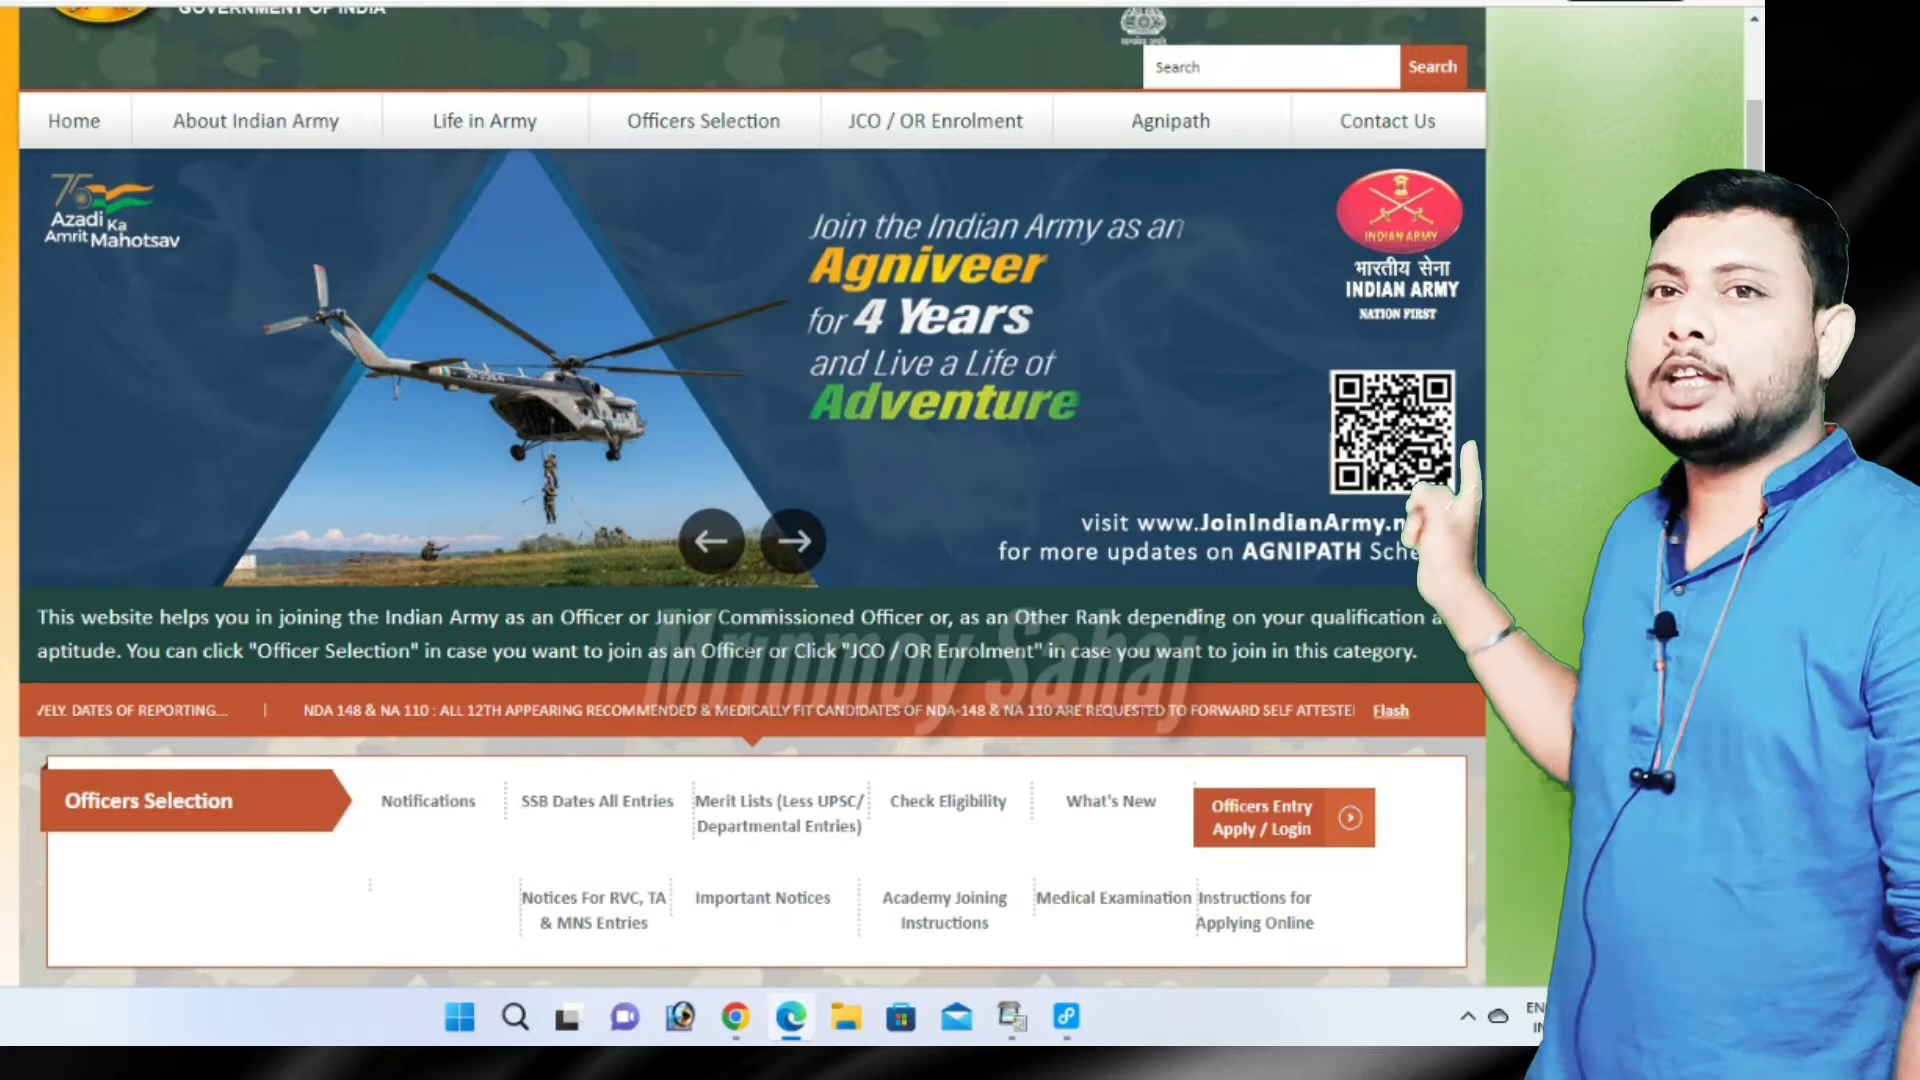 GOVERNMENT OF INDIA
Search
Search
Home
About Indian Army
Life in Army
Officers Selection
JCO / OR Enrolment
Agnipath
Contact Us
75
Azadi Ka
Amrit Mahotsav
Join the Indian Army as an
Agniveer
for 4 Years
and Live a Life of
Adventure
INDIAN ARMY
भारतीय सेना
INDIAN ARMY
NATION FIRST
visit www.JoinIndianArmy.n
for more updates on AGNIPATH Sche
This website helps you in joining the Indian Army as an Officer or Junior Commissioned Officer or, as an Other Rank depending on your qualification a
aptitude. You can click "Officer Selection" in case you want to join as an Officer or Click "JCO / OR Enrolment" in case you want to join in this category.
Mrinmoy Sahaj
VELY. DATES OF REPORTING... | NDA 148 & NA 110 : ALL 12TH APPEARING RECOMMENDED & MEDICALLY FIT CANDIDATES OF NDA-148 & NA 110 ARE REQUESTED TO FORWARD SELF ATTESTE
Flash
Officers Selection
Notifications
SSB Dates All Entries
Merit Lists (Less UPSC/
Departmental Entries)
Check Eligibility
What's New
Officers Entry
Apply / Login
Notices For RVC, TA
& MNS Entries
Important Notices
Academy Joining
Instructions
Medical Examination
Instructions for
Applying Online
EN
IN